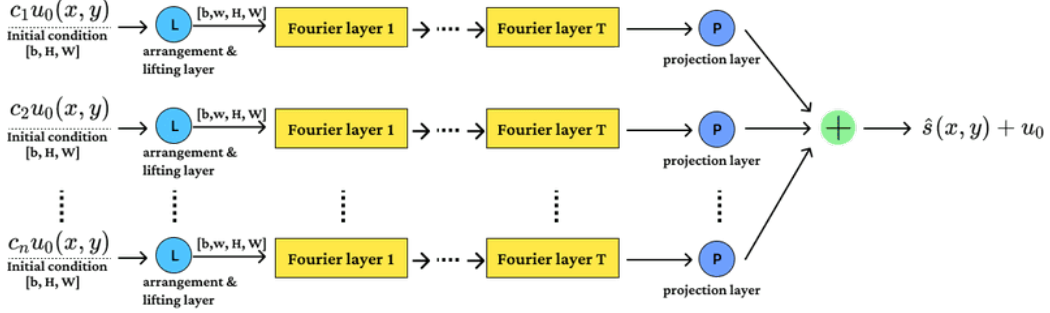 c₁u₀(x, y)
Initial condition
[b, H, W]
L
[b,w, H, W]
arrangement &
lifting layer
Fourier layer 1
Fourier layer T
P
projection layer
c₂u₀(x, y)
Initial condition
[b, H, W]
L
[b,w, H, W]
arrangement &
lifting layer
Fourier layer 1
Fourier layer T
P
projection layer
+
ŝ(x, y) + u₀
cₙu₀(x, y)
Initial condition
[b, H, W]
L
[b,w, H, W]
arrangement &
lifting layer
Fourier layer 1
Fourier layer T
P
projection layer